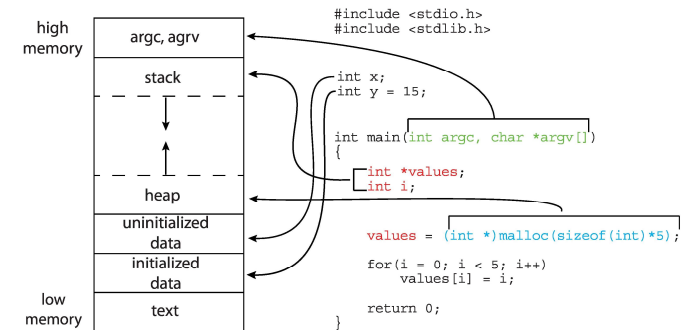 high
memory
argc, agrv
stack
heap
uninitialized
data
initialized
data
low
memory
text
#include <stdio.h>
#include <stdlib.h>
int x;
int y = 15;
int main(int argc, char *argv[])
{
int *values;
int i;
values = (int *)malloc(sizeof(int)*5);
for(i = 0; i < 5; i++)
values[i] = i;
return 0;
}